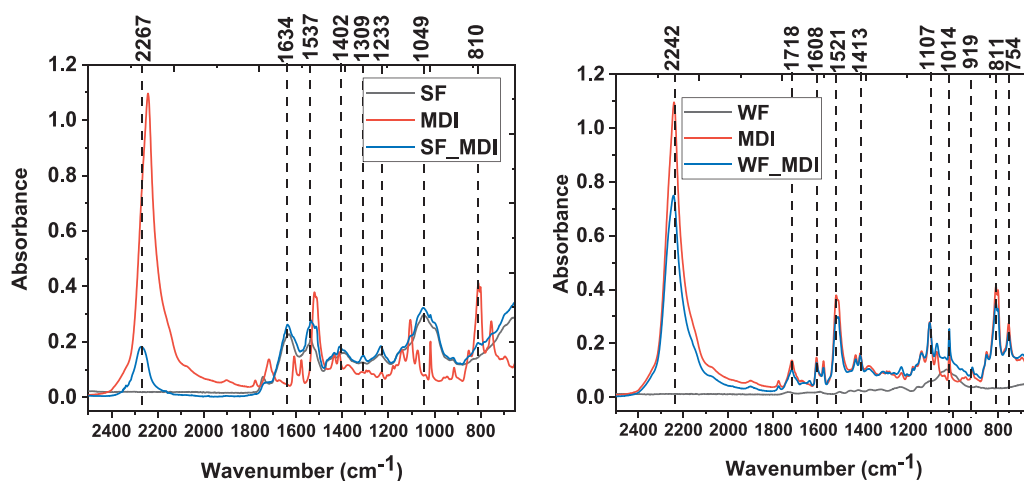 2267 1634 1537 1402 1309 1233 1049 810
1.2
1.0
0.8
0.6
0.4
0.2
0.0
Absorbance
SF
MDI
SF_MDI
2400 2200 2000 1800 1600 1400 1200 1000 800
Wavenumber (cm-1)
2242 1718 1608 1521 1413 1107 1014 919 811 754
1.2
1.0
0.8
0.6
0.4
0.2
0.0
Absorbance
WF
MDI
WF_MDI
2400 2200 2000 1800 1600 1400 1200 1000 800
Wavenumber (cm-1)